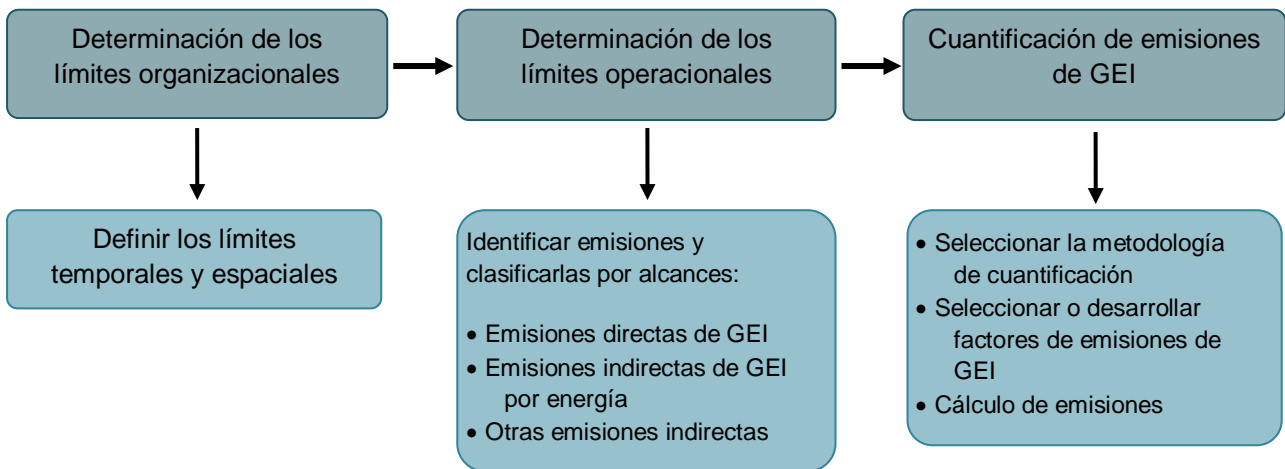 Determinación de los
límites organizacionales
Determinación de los
límites operacionales
Cuantificación de emisiones
de GEI
Definir los límites
temporales y espaciales
Identificar emisiones y
clasificarlas por alcances:
• Emisiones directas de GEI
• Emisiones indirectas de GEI
por energía
• Otras emisiones indirectas
• Seleccionar la metodología
de cuantificación
• Seleccionar o desarrollar
factores de emisiones de
GEI
• Cálculo de emisiones